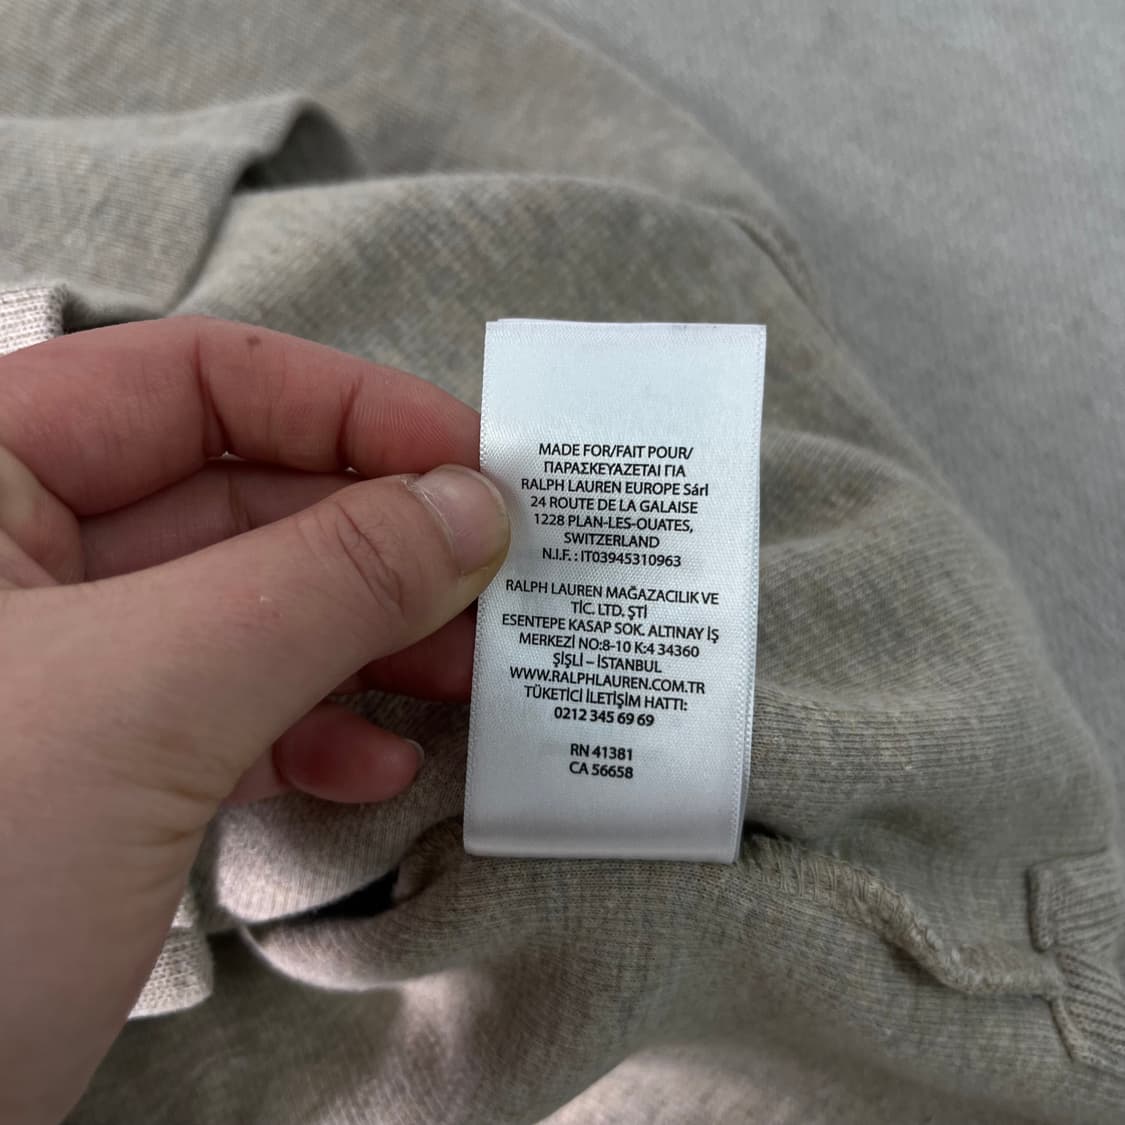 MADE FOR/FAIT POUR/
ΠΑΡΑΣΚΕΥΑΖΕΤΑΙ ΓΙΑ
RALPH LAUREN EUROPE Sárl
24 ROUTE DE LA GALAISE
1228 PLAN-LES-OUATES,
SWITZERLAND
N.I.F. : IT03945310963
RALPH LAUREN MAĞAZACILIK VE
TİC. LTD. ŞTİ
ESENTEPE KASAP SOK. ALTINAY İŞ
MERKEZİ NO:8-10 K:4 34360
ŞİŞLİ – İSTANBUL
WWW.RALPHLAUREN.COM.TR
TÜKETİCİ İLETİŞİM HATTI:
0212 345 69 69
RN 41381
CA 56658